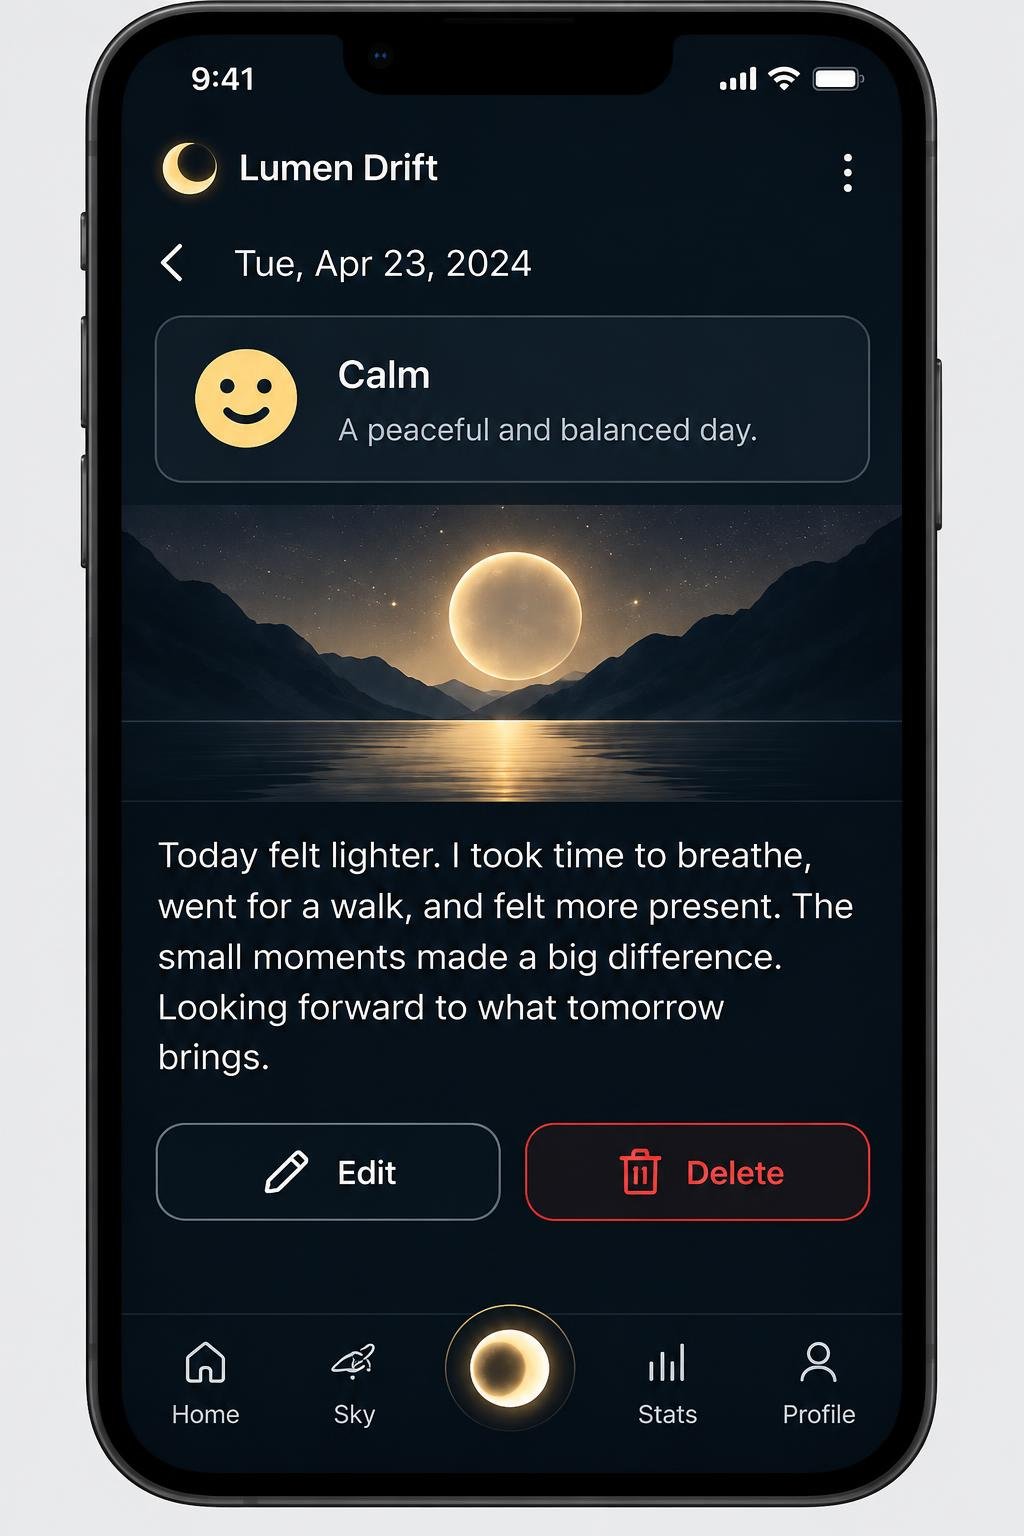 9:41
Lumen Drift
Tue, Apr 23, 2024
Calm
A peaceful and balanced day.
Today felt lighter. I took time to breathe,
went for a walk, and felt more present. The
small moments made a big difference.
Looking forward to what tomorrow
brings.
Edit
Delete
Home
Sky
Stats
Profile